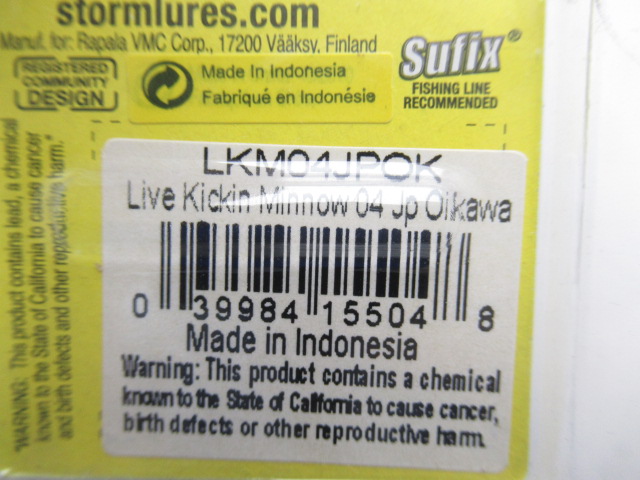 stormlures.com
Manuf. for: Rapala VMC Corp., 17200 Vääksy, Finland
REGISTERED
COMMUNITY
DESIGN
Made In Indonesia
Fabriqué en Indonésie
Sufix®
FISHING LINE
RECOMMENDED
"WARNING: This product contains lead, a chemical
known to the State of California to cause cancer
and birth defects and other reproductive harm."
LKM04JPOK
Live Kickin Minnow 04 Jp Oikawa
0 39984 15504 8
Made in Indonesia
Warning: This product contains a chemical
known to the State of California to cause cancer,
birth defects or other reproductive harm.